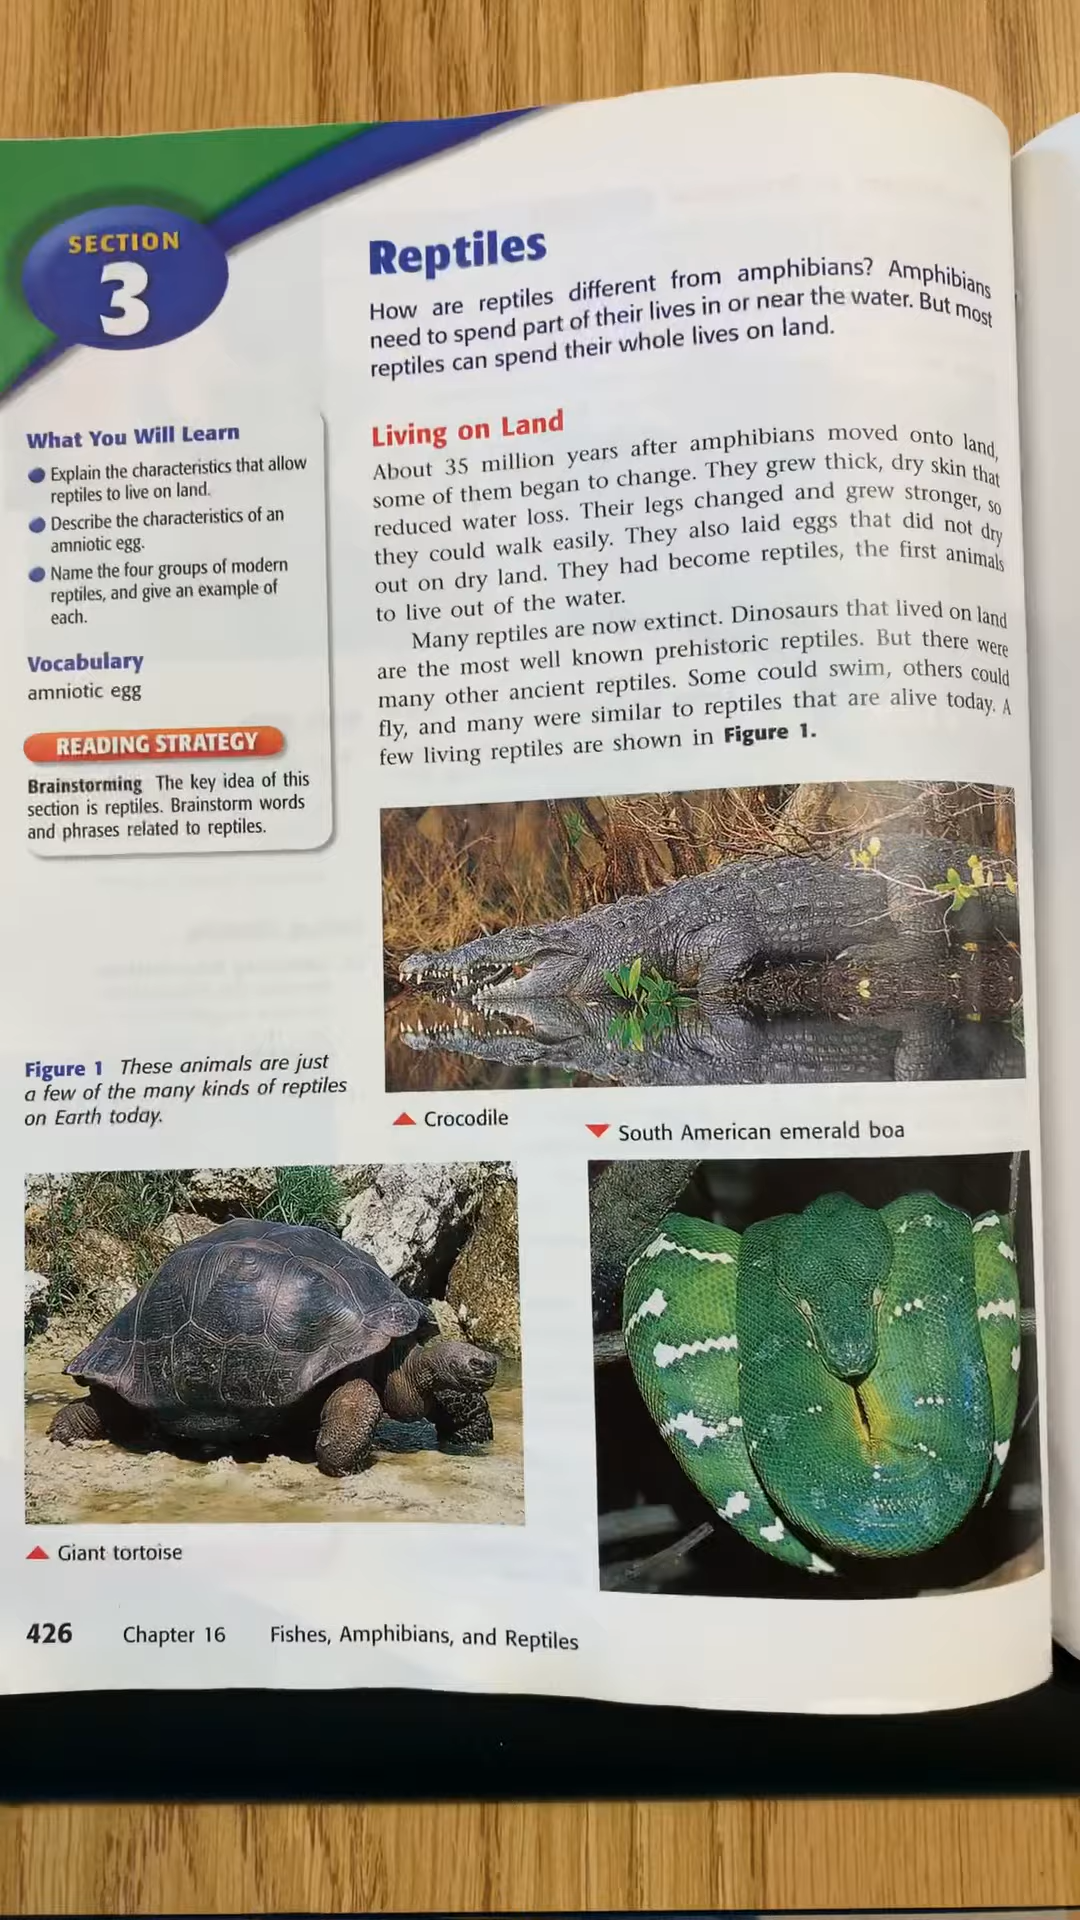 SECTION
3
Reptiles
How are reptiles different from amphibians? Amphibians
need to spend part of their lives in or near the water. But most
reptiles can spend their whole lives on land.
What You Will Learn
Explain the characteristics that allow
reptiles to live on land.
Describe the characteristics of an
amniotic egg.
Name the four groups of modern
reptiles, and give an example of
each.
Vocabulary
amniotic egg
READING STRATEGY
Brainstorming The key idea of this
section is reptiles. Brainstorm words
and phrases related to reptiles.
Living on Land
About 35 million years after amphibians moved onto land,
some of them began to change. They grew thick, dry skin that
reduced water loss. Their legs changed and grew stronger, so
they could walk easily. They also laid eggs that did not dry
out on dry land. They had become reptiles, the first animals
to live out of the water.
Many reptiles are now extinct. Dinosaurs that lived on land
are the most well known prehistoric reptiles. But there were
many other ancient reptiles. Some could swim, others could
fly, and many were similar to reptiles that are alive today. A
few living reptiles are shown in Figure 1.
Figure 1 These animals are just
a few of the many kinds of reptiles
on Earth today.
Crocodile
South American emerald boa
Giant tortoise
426 Chapter 16 Fishes, Amphibians, and Reptiles